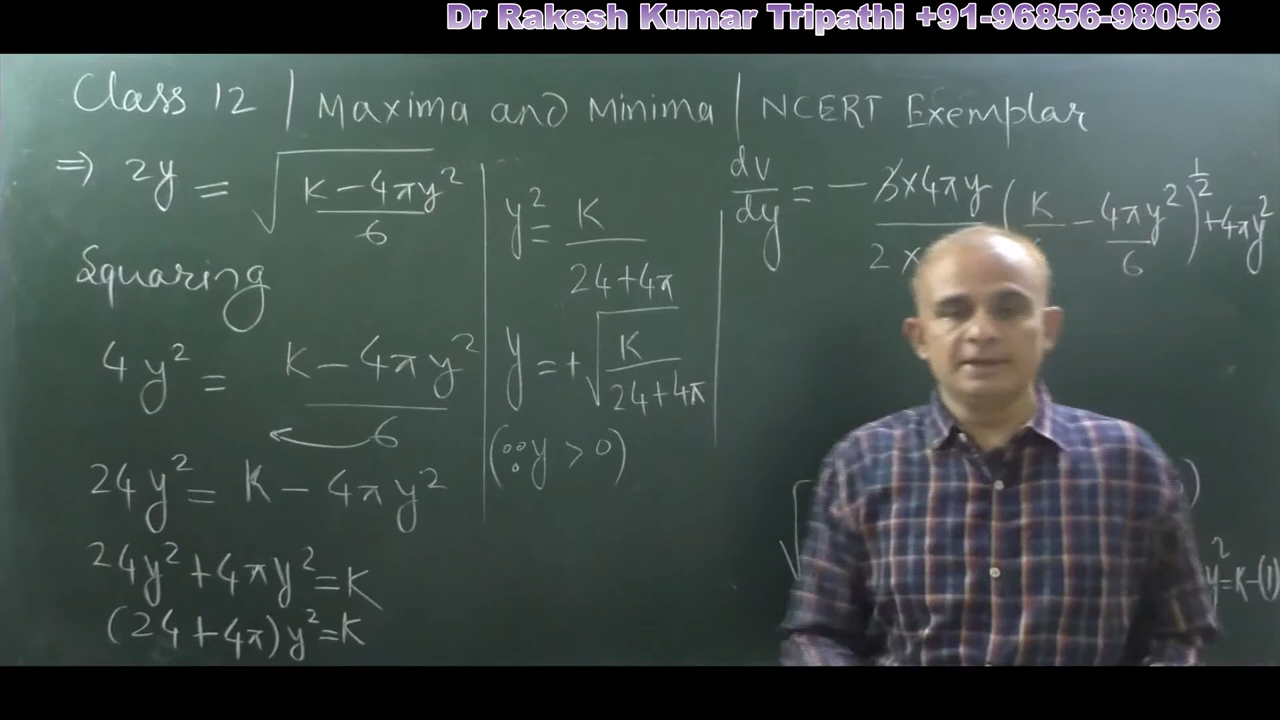 Dr Rakesh Kumar Tripathi +91-96856-98056
Class 12 | Maxima and Minima | NCERT Exemplar
⇒ 2y = √((K − 4πy²)/6)
Squaring
4y² = (K − 4πy²)/6
24y² = K − 4πy²
24y² + 4πy² = K
(24 + 4π)y² = K
y² = K/(24 + 4π)
y = +√(K/(24 + 4π))
(∵ y > 0)
dv/dy = − 3×4πy/2× (K − 4πy²/6)^½ + 4πy²
y² = K − (1)